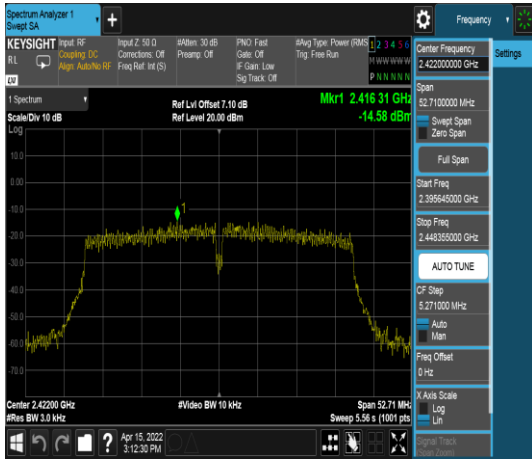 Spectrum Analyzer 1
Swept SA
Frequency
KEYSIGHT
RL
LXI
Input: RF
Coupling: DC
Align: Auto/No RF
Input Z: 50 Ω
Corrections: Off
Freq Ref: Int (S)
#Atten: 30 dB
Preamp: Off
PNO: Fast
Gate: Off
IF Gain: Low
Sig Track: Off
#Avg Type: Power (RMS
Trig: Free Run
1 2 3 4 5 6
M W W W W W
P N N N N N
Center Frequency
2.422000000 GHz
Settings
Span
52.7100000 MHz
Swept Span
Zero Span
Full Span
Start Freq
2.395645000 GHz
Stop Freq
2.448355000 GHz
AUTO TUNE
CF Step
5.271000 MHz
Auto
Man
Freq Offset
0 Hz
X Axis Scale
Log
Lin
Signal Track
(Span Zoom)
1 Spectrum
Scale/Div 10 dB
Log
Ref Lvl Offset 7.10 dB
Ref Level 20.00 dBm
Mkr1 2.416 31 GHz
-14.58 dBm
10.0
0.00
-10.0
-20.0
-30.0
-50.0
-70.0
1
Center 2.42200 GHz
#Res BW 3.0 kHz
#Video BW 10 kHz
Span 52.71 MHz
Sweep 5.56 s (1001 pts
?
Apr 15, 2022
3:12:30 PM